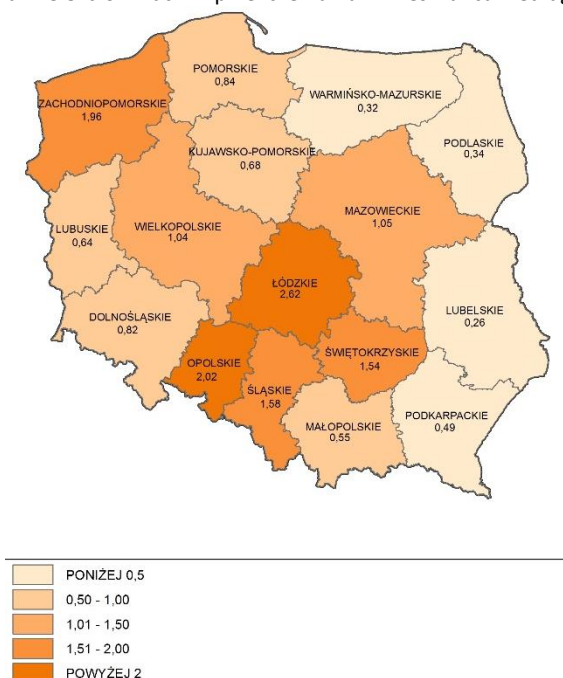 POMORSKIE
0,84
ZACHODNIOPOMORSKIE
1,96
WARMIŃSKO-MAZURSKIE
0,32
PODLASKIE
0,34
KUJAWSKO-POMORSKIE
0,68
LUBUSKIE
0,64
WIELKOPOLSKIE
1,04
MAZOWIECKIE
1,05
ŁÓDZKIE
2,62
LUBELSKIE
0,26
DOLNOŚLĄSKIE
0,82
OPOLSKIE
2,02
ŚLĄSKIE
1,58
ŚWIĘTOKRZYSKIE
1,54
MAŁOPOLSKIE
0,55
PODKARPACKIE
0,49
PONIŻEJ 0,5
0,50 - 1,00
1,01 - 1,50
1,51 - 2,00
POWYŻEJ 2